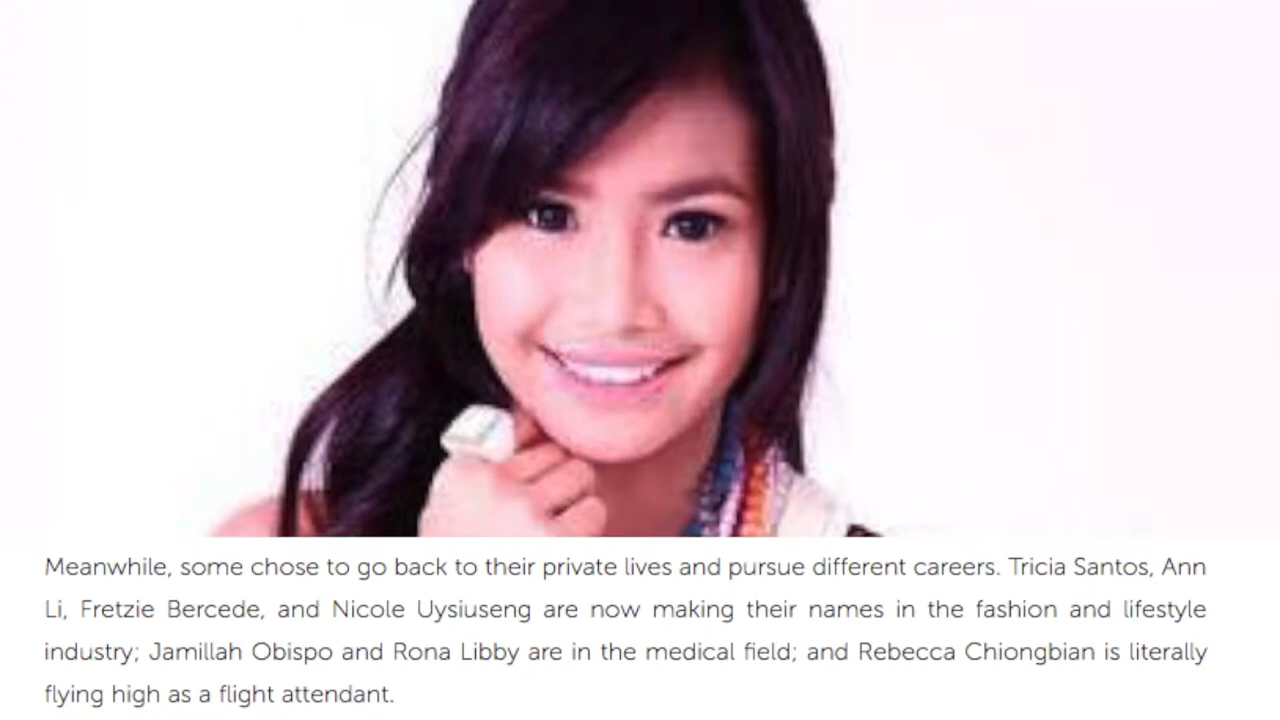 Meanwhile, some chose to go back to their private lives and pursue different careers. Tricia Santos, Ann
Li, Fretzie Bercede, and Nicole Uysiuseng are now making their names in the fashion and lifestyle
industry; Jamillah Obispo and Rona Libby are in the medical field; and Rebecca Chiongbian is literally
flying high as a flight attendant.